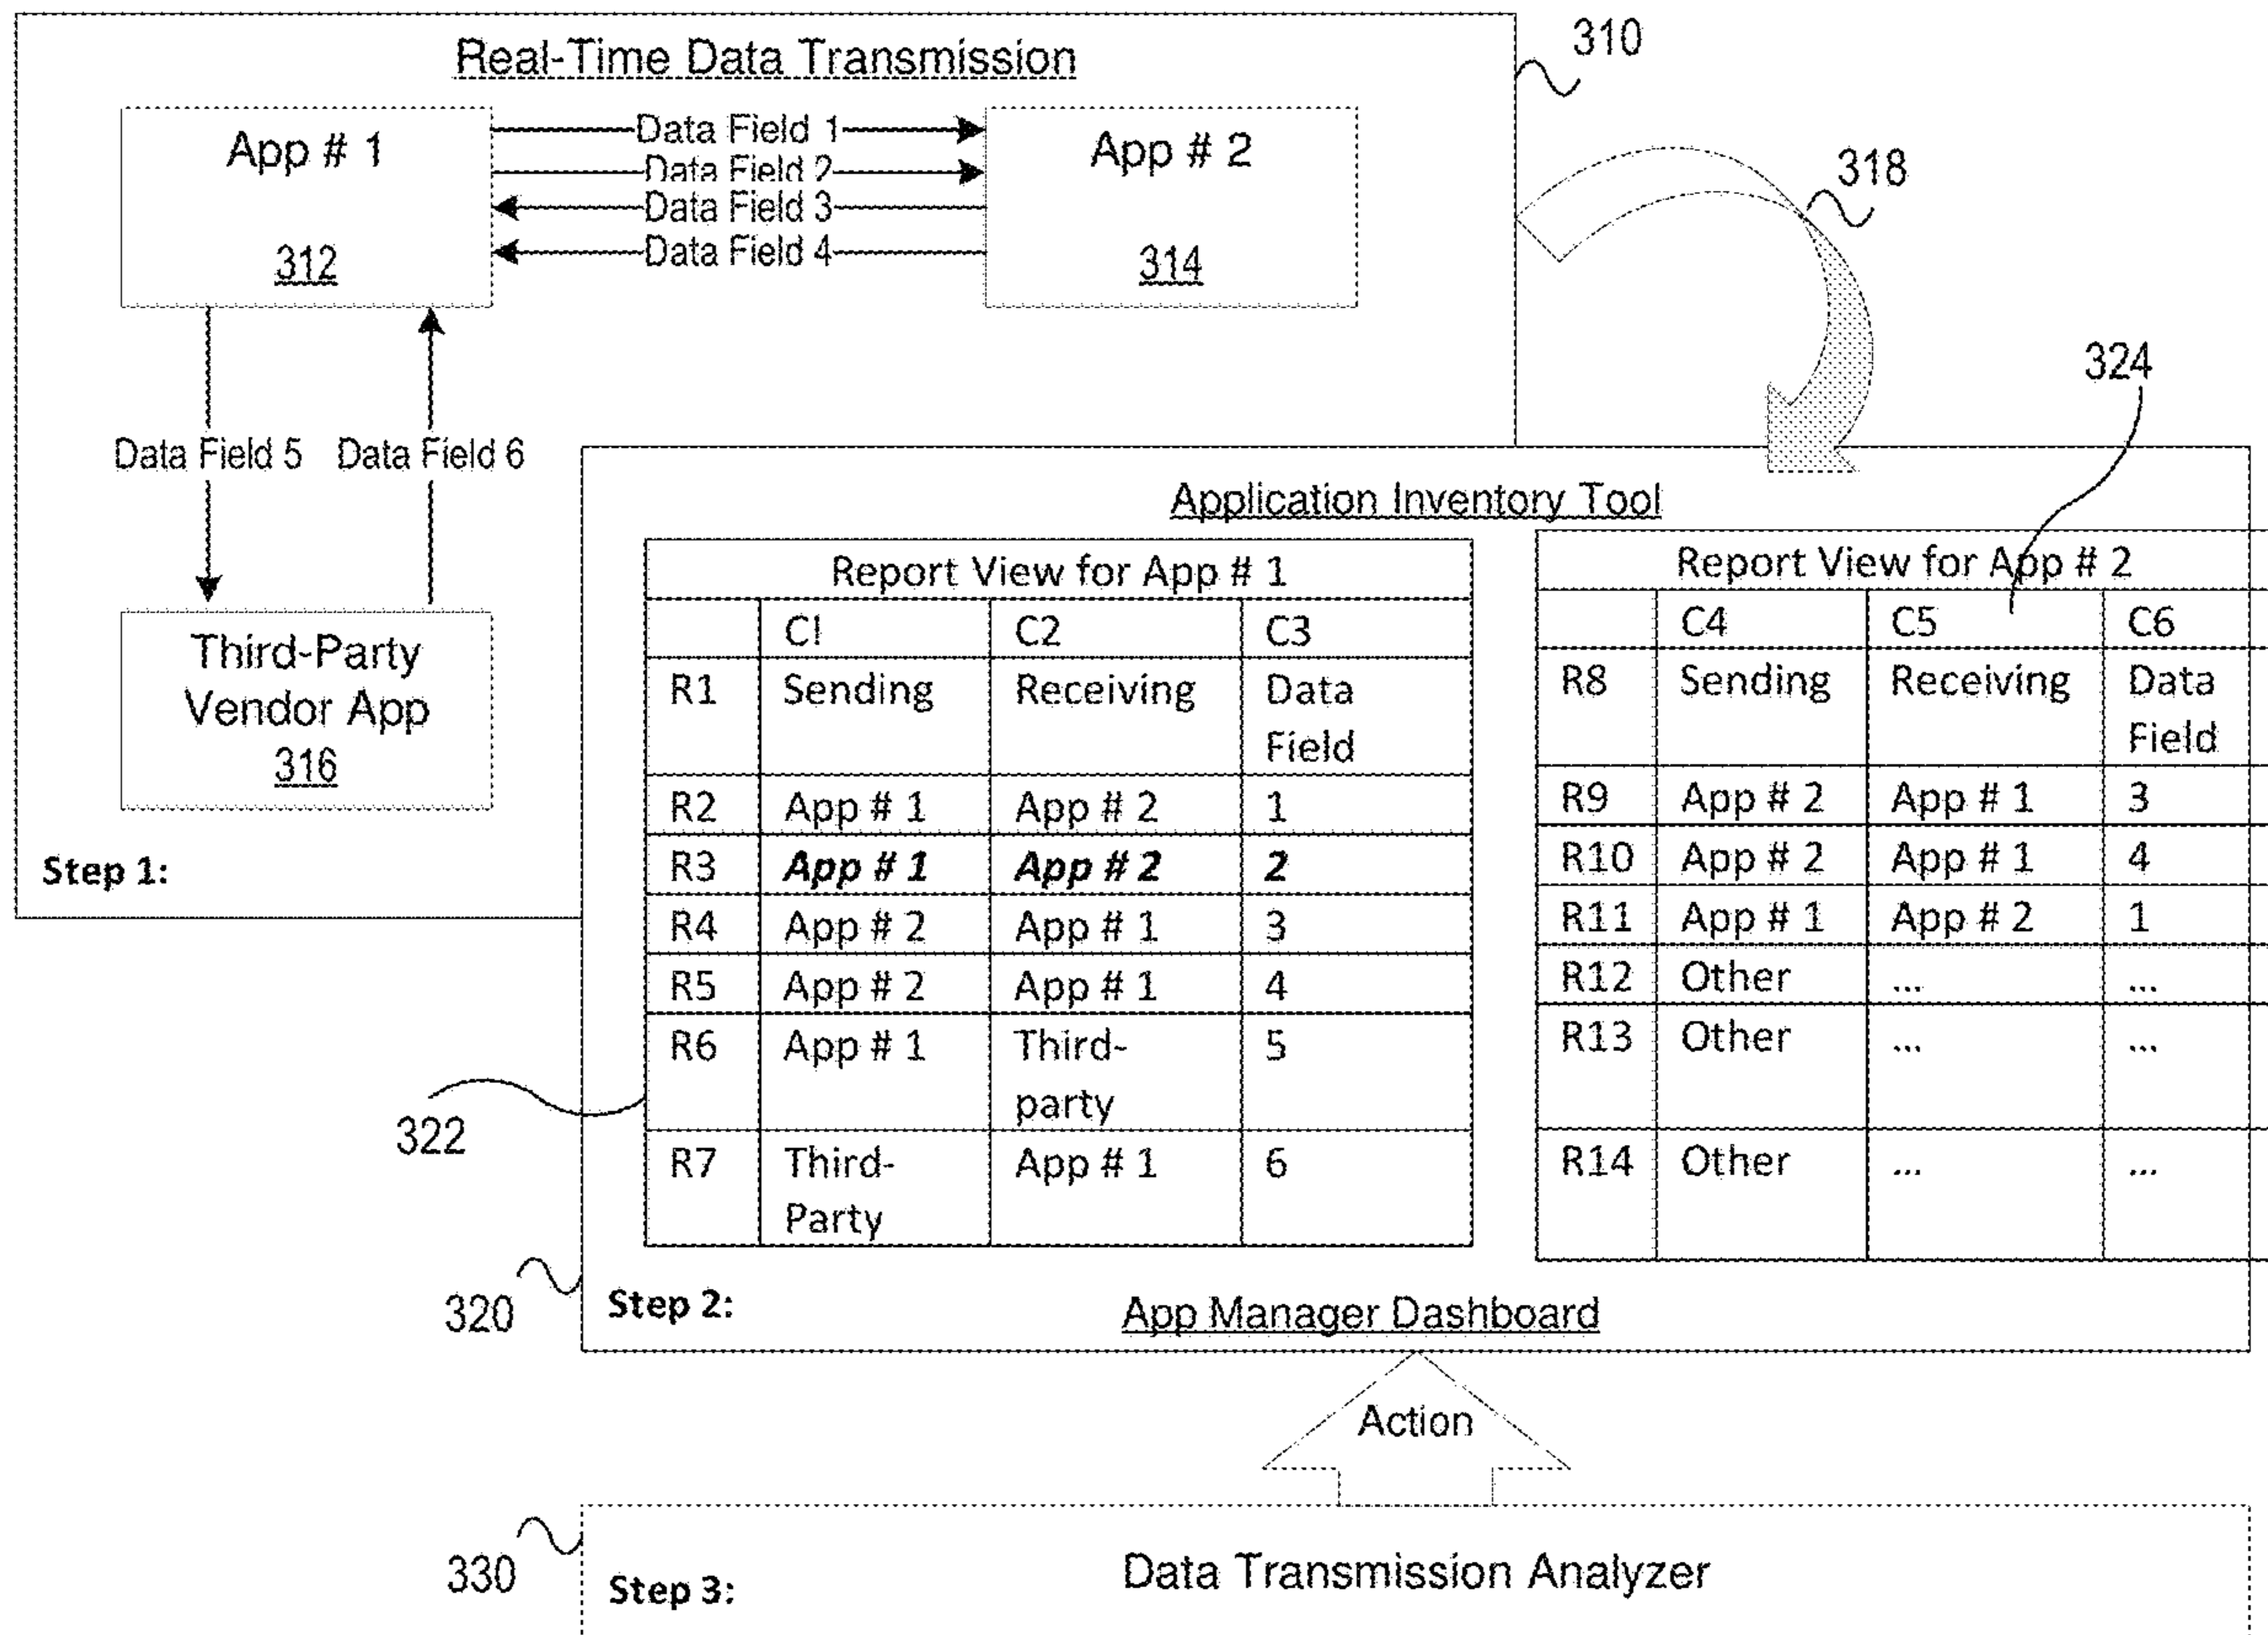 Real-Time Data Transmission
310
App # 1
312
Data Field 1
Data Field 2
Data Field 3
Data Field 4
App # 2
314
318
Data Field 5
Data Field 6
Third-Party
Vendor App
316
Step 1:
324
Application Inventory Tool
Report View for App # 1
C! C2 C3
R1 Sending Receiving Data
Field
R2 App # 1 App # 2 1
R3 App # 1 App # 2 2
R4 App # 2 App # 1 3
R5 App # 2 App # 1 4
R6 App # 1 Third- 5
party
R7 Third- App # 1 6
Party
Report View for App # 2
C4 C5 C6
R8 Sending Receiving Data
Field
R9 App # 2 App # 1 3
R10 App # 2 App # 1 4
R11 App # 1 App # 2 1
R12 Other ... ...
R13 Other ... ...
R14 Other ... ...
322
320
Step 2:
App Manager Dashboard
Action
330
Step 3:
Data Transmission Analyzer